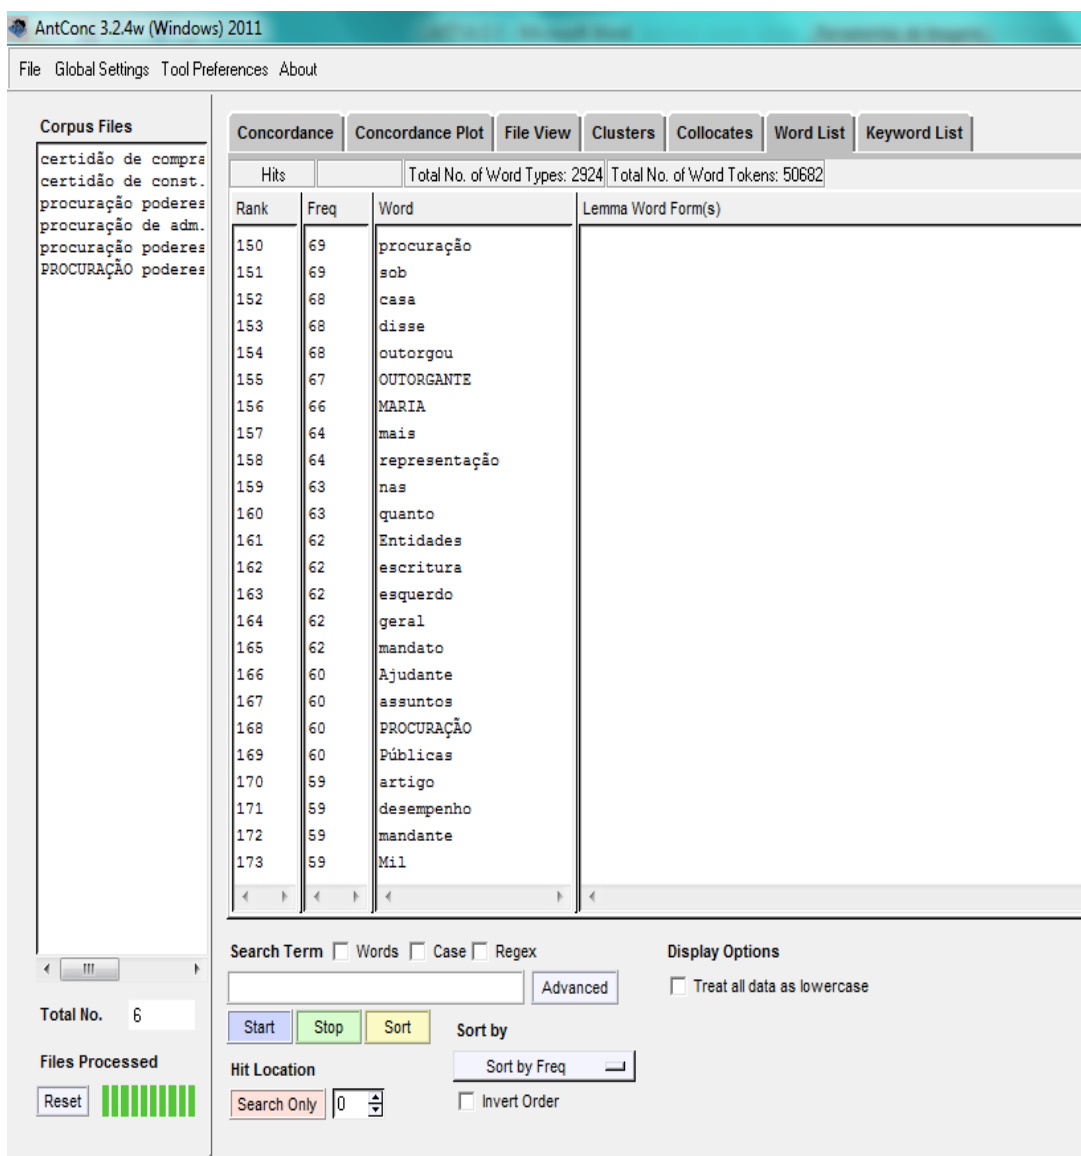 AntConc 3.2.4w (Windows) 2011
File Global Settings Tool Preferences About
Corpus Files
certidão de compra
certidão de const.
procuração poderes
procuração de adm.
procuração poderes
PROCURAÇÃO poderes
Total No. 6
Files Processed
Reset
Concordance Concordance Plot File View Clusters Collocates Word List Keyword List
Hits Total No. of Word Types: 2924 Total No. of Word Tokens: 50682
Rank Freq Word Lemma Word Form(s)
150 69 procuração
151 69 sob
152 68 casa
153 68 disse
154 68 outorgou
155 67 OUTORGANTE
156 66 MARIA
157 64 mais
158 64 representação
159 63 nas
160 63 quanto
161 62 Entidades
162 62 escritura
163 62 esquerdo
164 62 geral
165 62 mandato
166 60 Ajudante
167 60 assuntos
168 60 PROCURAÇÃO
169 60 Públicas
170 59 artigo
171 59 desempenho
172 59 mandante
173 59 Mil
Search Term Words Case Regex
Advanced
Start Stop Sort
Hit Location
Search Only 0
Sort by
Sort by Freq
Invert Order
Display Options
Treat all data as lowercase